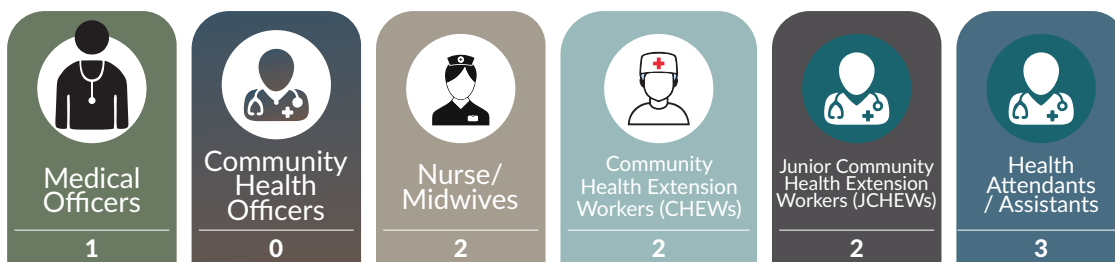 Medical
Officers
1
Community
Health
Officers
0
Nurse/
Midwives
2
Community
Health Extension
Workers (CHEWs)
2
Junior Community
Health Extension
Workers (JCHEWs)
2
Health
Attendants
/ Assistants
3